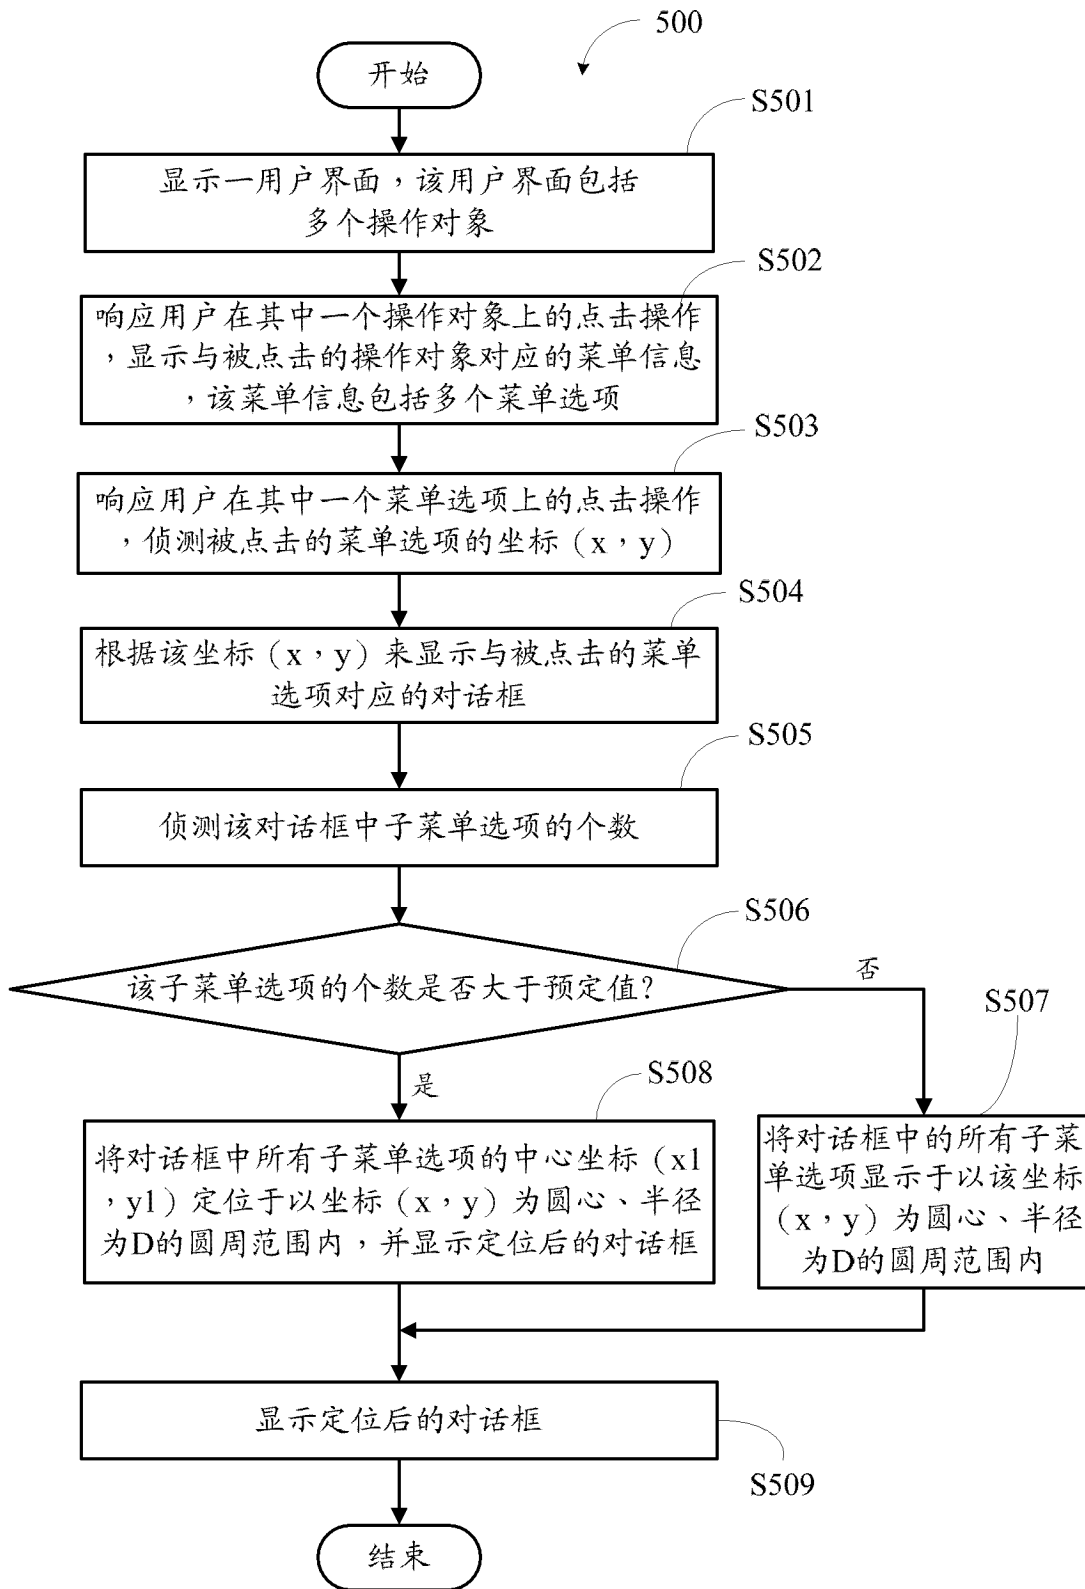 500
开始
S501
显示一用户界面，该用户界面包括
多个操作对象
S502
响应用户在其中一个操作对象上的点击操作
，显示与被点击的操作对象对应的菜单信息
，该菜单信息包括多个菜单选项
S503
响应用户在其中一个菜单选项上的点击操作
，侦测被点击的菜单选项的坐标（x，y）
S504
根据该坐标（x，y）来显示与被点击的菜单
选项对应的对话框
S505
侦测该对话框中子菜单选项的个数
S506
该子菜单选项的个数是否大于预定值？
否
S507
是
S508
将对话框中所有子菜单选项的中心坐标（x1
，y1）定位于以坐标（x，y）为圆心、半径
为D的圆周范围内，并显示定位后的对话框
将对话框中的所有子菜
单选项显示于以该坐标
（x，y）为圆心、半径
为D的圆周范围内
显示定位后的对话框
S509
结束